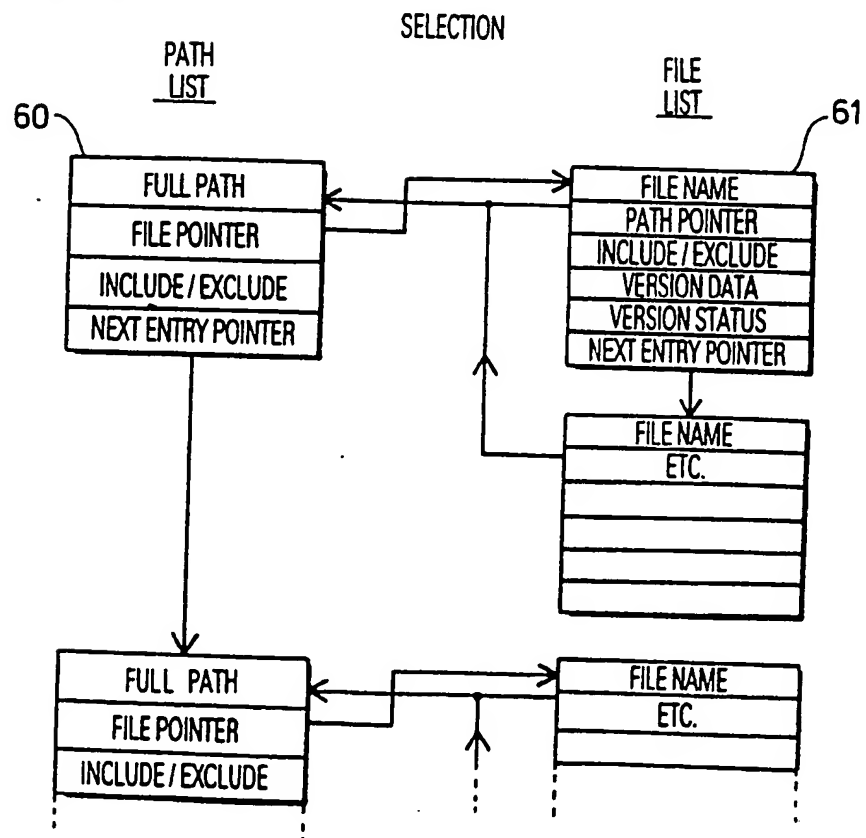 SELECTION
PATH
LIST
FILE
LIST
60
61
FULL PATH
FILE POINTER
INCLUDE / EXCLUDE
NEXT ENTRY POINTER
FILE NAME
PATH POINTER
INCLUDE / EXCLUDE
VERSION DATA
VERSION STATUS
NEXT ENTRY POINTER
FILE NAME
ETC.
FULL PATH
FILE POINTER
INCLUDE / EXCLUDE
FILE NAME
ETC.